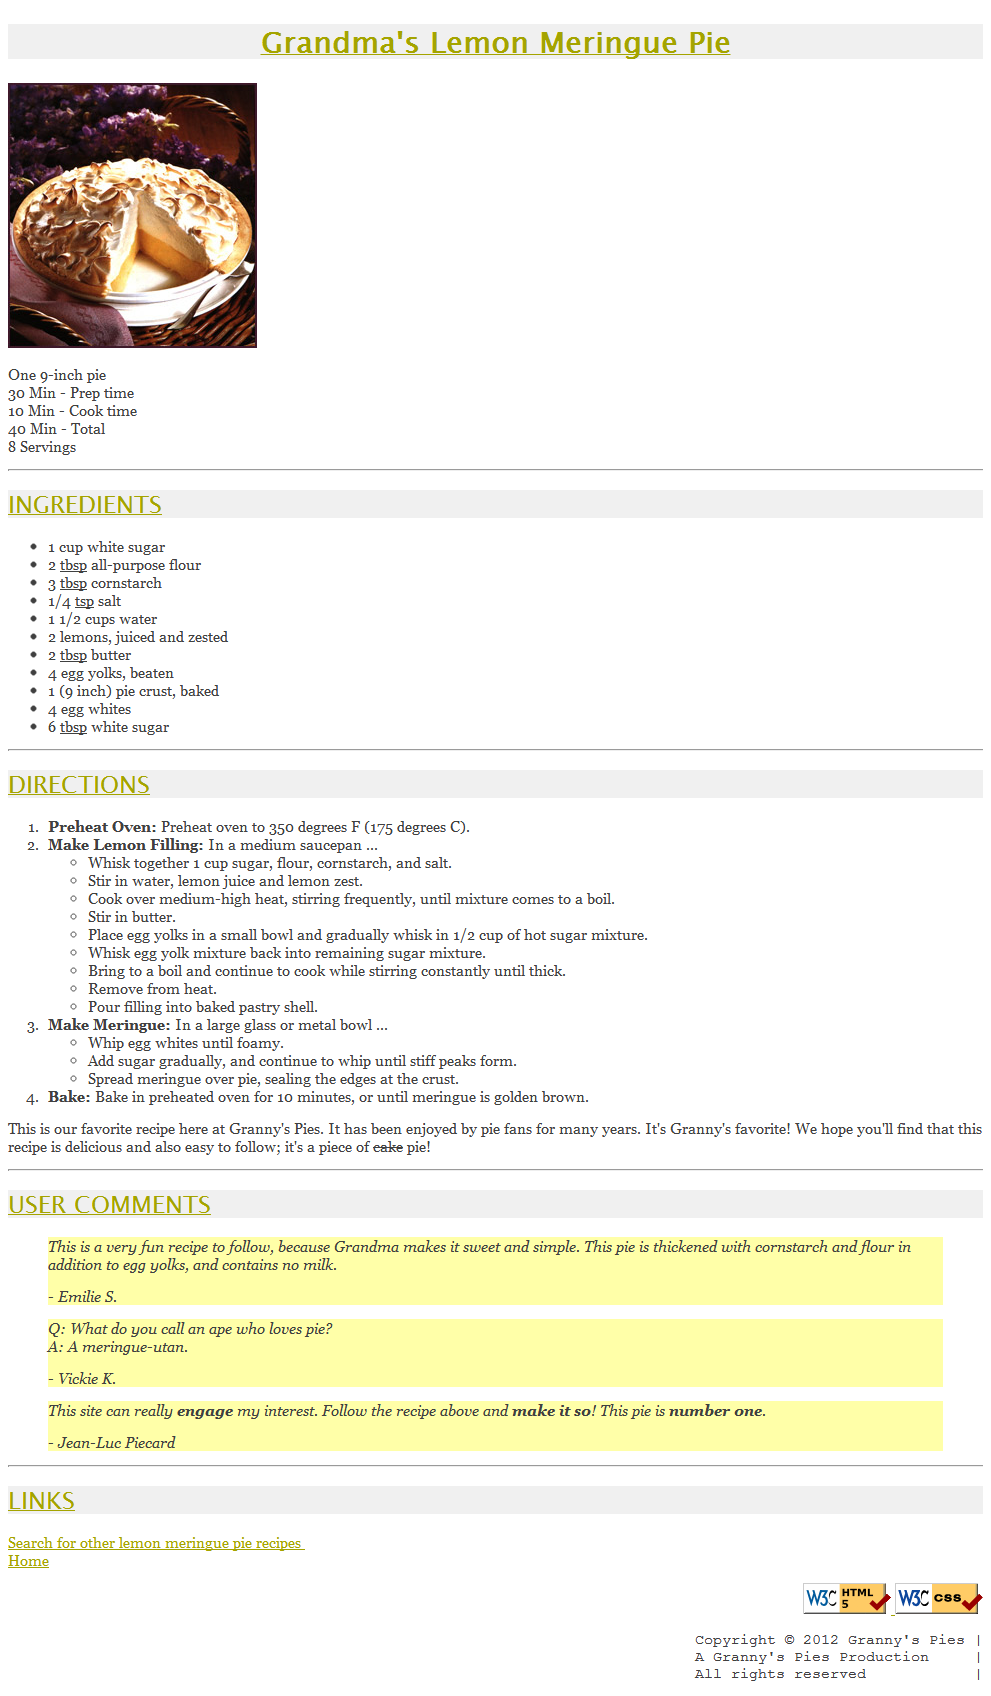 Grandma's Lemon Meringue Pie
One 9-inch pie
30 Min - Prep time
10 Min - Cook time
40 Min - Total
8 Servings
INGREDIENTS
1 cup white sugar
2 tbsp all-purpose flour
3 tbsp cornstarch
1/4 tsp salt
1 1/2 cups water
2 lemons, juiced and zested
2 tbsp butter
4 egg yolks, beaten
1 (9 inch) pie crust, baked
4 egg whites
6 tbsp white sugar
DIRECTIONS
1. Preheat Oven: Preheat oven to 350 degrees F (175 degrees C).
2. Make Lemon Filling: In a medium saucepan ...
Whisk together 1 cup sugar, flour, cornstarch, and salt.
Stir in water, lemon juice and lemon zest.
Cook over medium-high heat, stirring frequently, until mixture comes to a boil.
Stir in butter.
Place egg yolks in a small bowl and gradually whisk in 1/2 cup of hot sugar mixture.
Whisk egg yolk mixture back into remaining sugar mixture.
Bring to a boil and continue to cook while stirring constantly until thick.
Remove from heat.
Pour filling into baked pastry shell.
3. Make Meringue: In a large glass or metal bowl ...
Whip egg whites until foamy.
Add sugar gradually, and continue to whip until stiff peaks form.
Spread meringue over pie, sealing the edges at the crust.
4. Bake: Bake in preheated oven for 10 minutes, or until meringue is golden brown.
This is our favorite recipe here at Granny's Pies. It has been enjoyed by pie fans for many years. It's Granny's favorite! We hope you'll find that this
recipe is delicious and also easy to follow; it's a piece of cake pie!
USER COMMENTS
This is a very fun recipe to follow, because Grandma makes it sweet and simple. This pie is thickened with cornstarch and flour in
addition to egg yolks, and contains no milk.
- Emilie S.
Q: What do you call an ape who loves pie?
A: A meringue-utan.
- Vickie K.
This site can really engage my interest. Follow the recipe above and make it so! This pie is number one.
- Jean-Luc Piecard
LINKS
Search for other lemon meringue pie recipes
Home
W3C HTML 5 W3C css
Copyright © 2012 Granny's Pies |
A Granny's Pies Production |
All rights reserved |